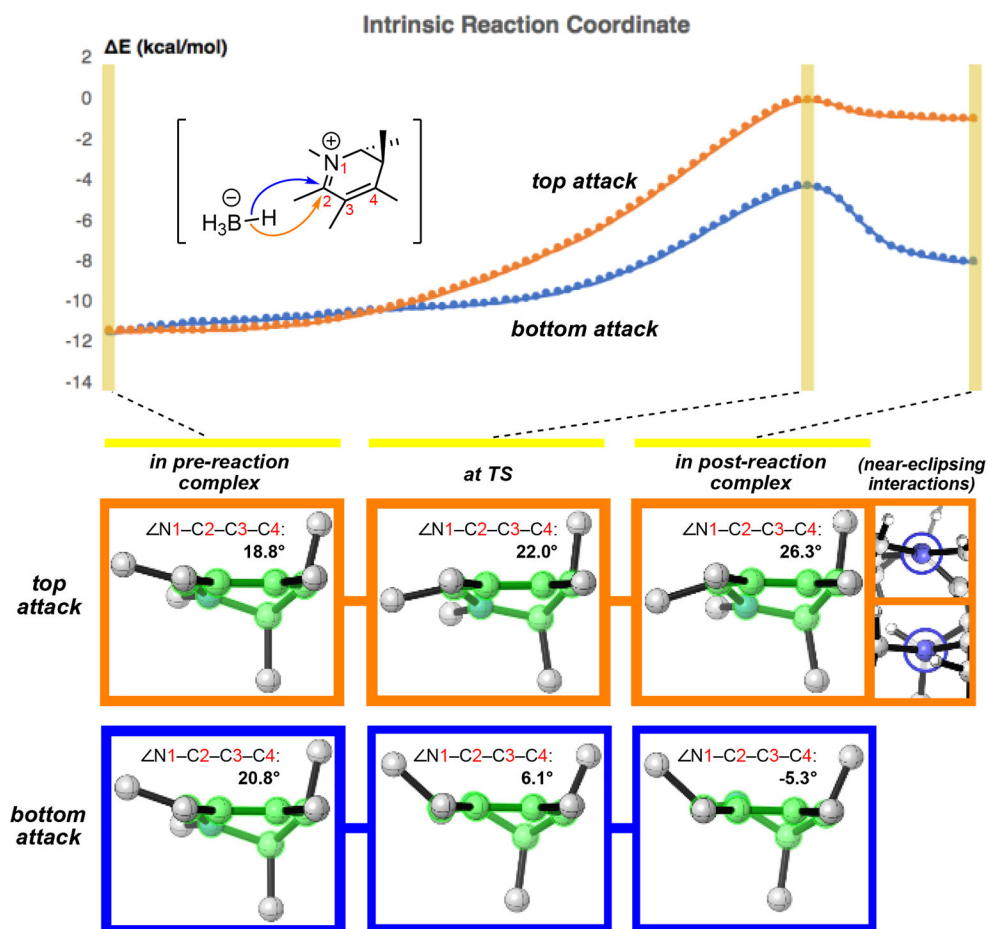 Intrinsic Reaction Coordinate
ΔE (kcal/mol)
2
0
-2
-4
-6
-8
-10
-12
-14
⊕
N
1
2
3
4
⊖
H₃B
H
top attack
bottom attack
in pre-reaction
complex
at TS
in post-reaction
complex
(near-eclipsing
interactions)
top
attack
∠N1–C2–C3–C4:
18.8°
∠N1–C2–C3–C4:
22.0°
∠N1–C2–C3–C4:
26.3°
bottom
attack
∠N1–C2–C3–C4:
20.8°
∠N1–C2–C3–C4:
6.1°
∠N1–C2–C3–C4:
-5.3°